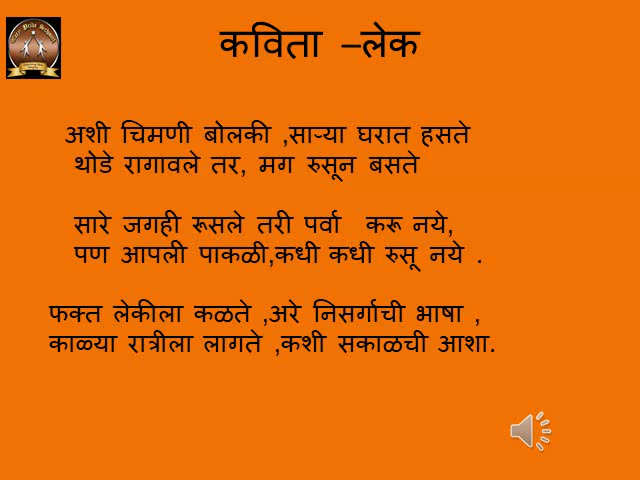 कविता –लेक
अशी चिमणी बोलकी ,साऱ्या घरात हसते
थोडे रागावले तर, मग रुसून बसते
सारे जगही रूसले तरी पर्वा करू नये,
पण आपली पाकळी,कधी कधी रुसू नये .
फक्त लेकीला कळते ,अरे निसर्गाची भाषा ,
काळ्या रात्रीला लागते ,कशी सकाळची आशा.